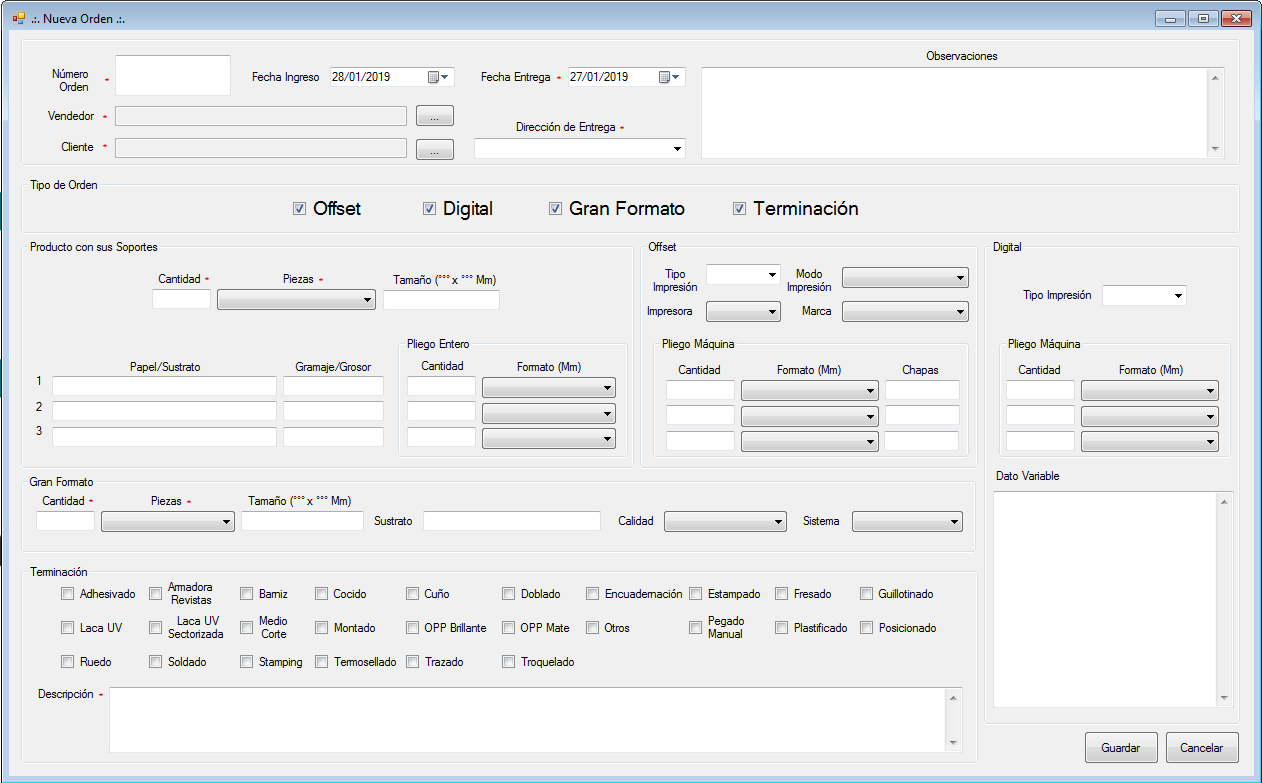 .:. Nueva Orden .:.
Observaciones
Número
Orden *
Fecha Ingreso 28/01/2019
Fecha Entrega * 27/01/2019
Vendedor * ...
Dirección de Entrega *
Cliente * ...
Tipo de Orden
Offset Digital Gran Formato Terminación
Producto con sus Soportes
Cantidad * Piezas * Tamaño (°°° x °°° Mm)
Pliego Entero
Papel/Sustrato Gramaje/Grosor Cantidad Formato (Mm)
1
2
3
Offset
Tipo
Impresión
Modo
Impresión
Impresora Marca
Pliego Máquina
Cantidad Formato (Mm) Chapas
Digital
Tipo Impresión
Pliego Máquina
Cantidad Formato (Mm)
Dato Variable
Gran Formato
Cantidad * Piezas * Tamaño (°°° x °°° Mm)
Sustrato Calidad Sistema
Terminación
Adhesivado
Armadora
Revistas
Barniz Cocido Cuño Doblado Encuadernación Estampado Fresado Guillotinado
Laca UV
Laca UV
Sectorizada
Medio
Corte
Montado OPP Brillante OPP Mate Otros
Pegado
Manual
Plastificado Posicionado
Ruedo Soldado Stamping Termosellado Trazado Troquelado
Descripción *
Guardar Cancelar